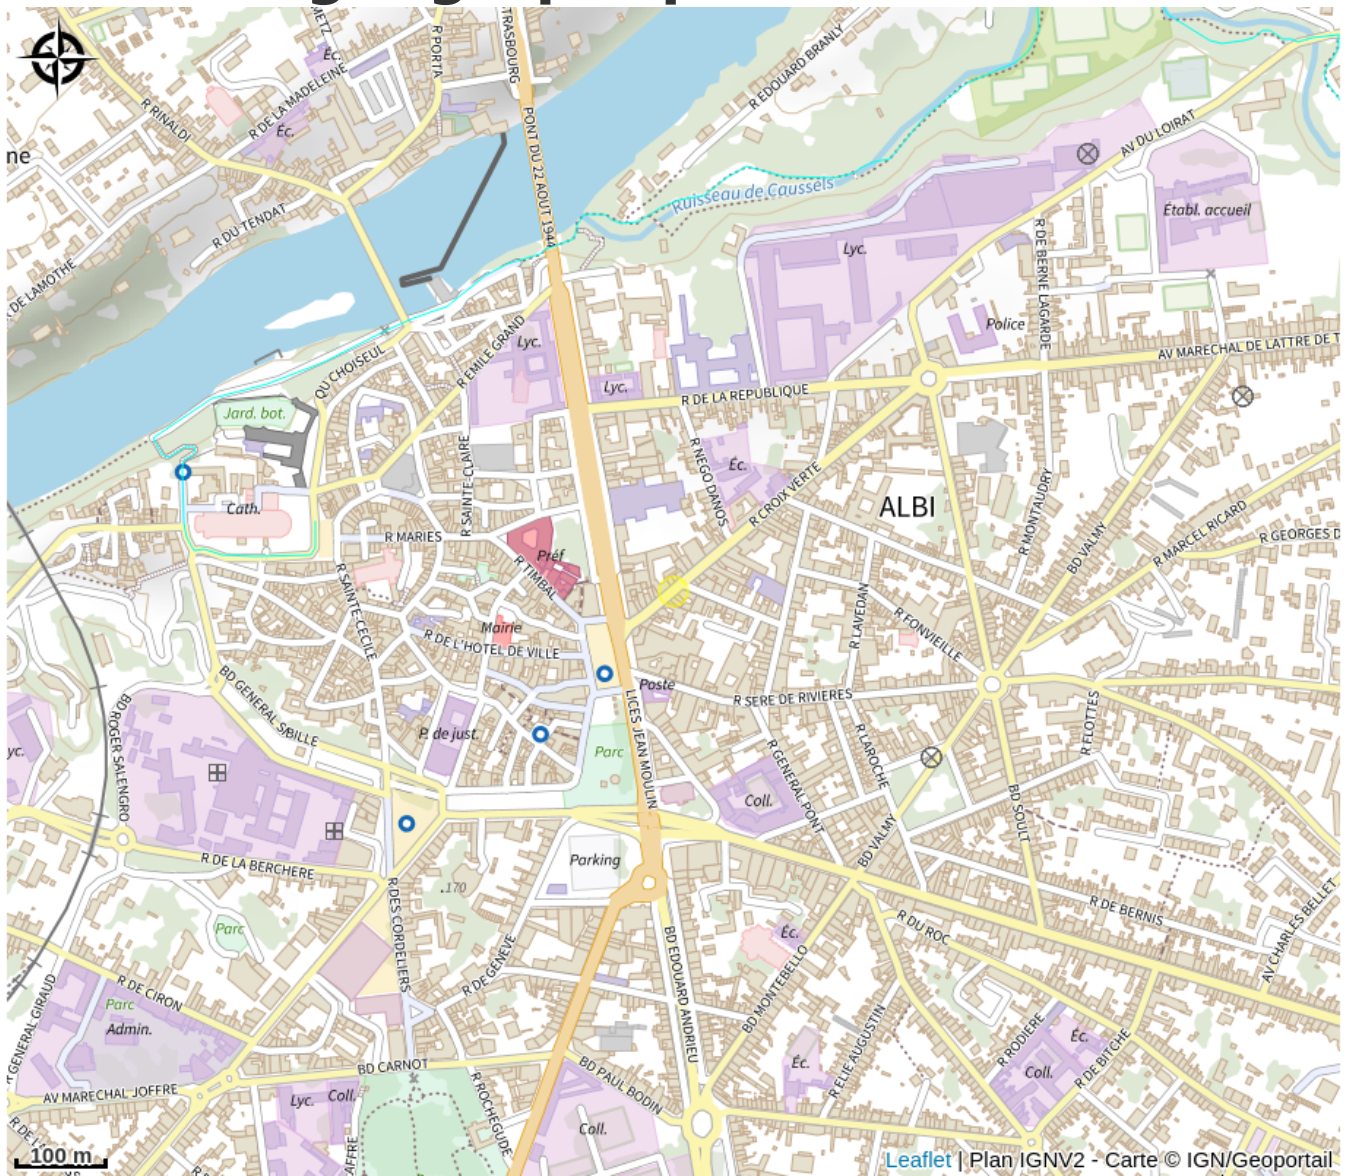 METZ
STRASBOURG
R PORTA
R EDOUARD BRANLY
Éc.
R DE LA MADELEINE
R RINALDI
Éc.
PONT DU 22 AOUT 1944
AV DU LOIRAT
ne
Ruisseau de Caussels
R DU TENDAT
Établ. accueil
Lyc.
R DE BERNE LAGARDE
DE LAMOTHE
Police
R EMILE GRAND
Lyc.
QU CHOISEUL
AV MARECHAL DE LATTRE DE T
Lyc.
R DE LA REPUBLIQUE
Jard. bot.
R SAINTE-CLAIRE
R NEGO DANOS
Éc.
R CROIX VERTE
ALBI
R MONTAUDRY
Cath.
R MARIES
BD VALMY
R MARCEL RICARD
R GEORGES D
Préf
R TIMBAL
R SAINTE-CECILE
R LAVEDAN
R FONVIEILLE
Mairie
R DE L'HOTEL DE VILLE
BD GENERAL SIBILLE
Poste
R SERE DE RIVIERES
LICES JEAN MOULIN
R FLOTTES
BD ROGER SALENGRO
P. de just.
Parc
R LAROCHE
R GENERAL PONT
yc.
Coll.
BD SOULT
BD VALMY
R DE LA BERCHERE
Parking
.170
R DES CORDELIERS
R DE BERNIS
AV CHARLES BELLET
Parc
R DU ROC
Éc.
R DE GENEVE
BD EDOUARD ANDRIEU
BD MONTEBELLO
R DE CIRON
R GENERAL GIRAUD
Parc
Admin.
R ELIE AUGUSTIN
R RODIERE
Éc.
R DE BITCHE
BD CARNOT
Éc.
Coll.
BD PAUL BODIN
AV MARECHAL JOFFRE
Lyc.
Coll.
R ROCHEGUDE
Coll.
AFFRE
R DE LA
100 m
Leaflet | Plan IGNV2 - Carte © IGN/Geoportail